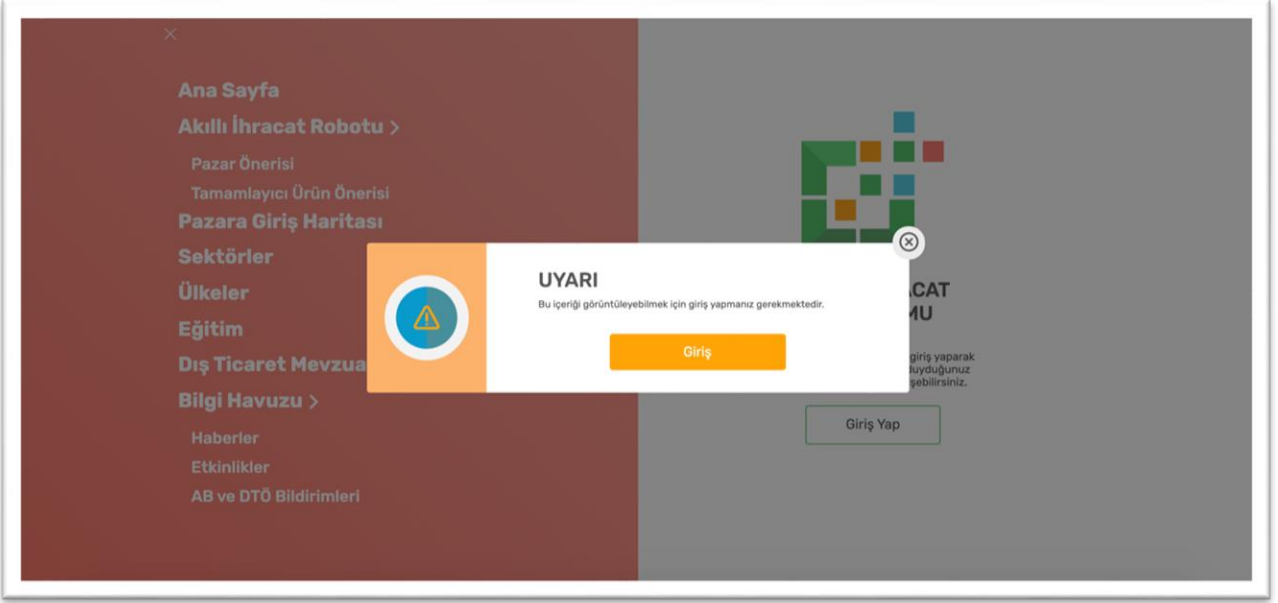 Ana Sayfa
Akıllı İhracat Robotu >
Pazar Önerisi
Tamamlayıcı Ürün Önerisi
Pazara Giriş Haritası
Sektörler
Ülkeler
Eğitim
Dış Ticaret Mevzua
Bilgi Havuzu >
Haberler
Etkinlikler
AB ve DTÖ Bildirimleri
UYARI
Bu içeriği görüntüleyebilmek için giriş yapmanız gerekmektedir.
Giriş
CAT
MU
giriş yaparak
duyduğunuz
şebilirsiniz.
Giriş Yap